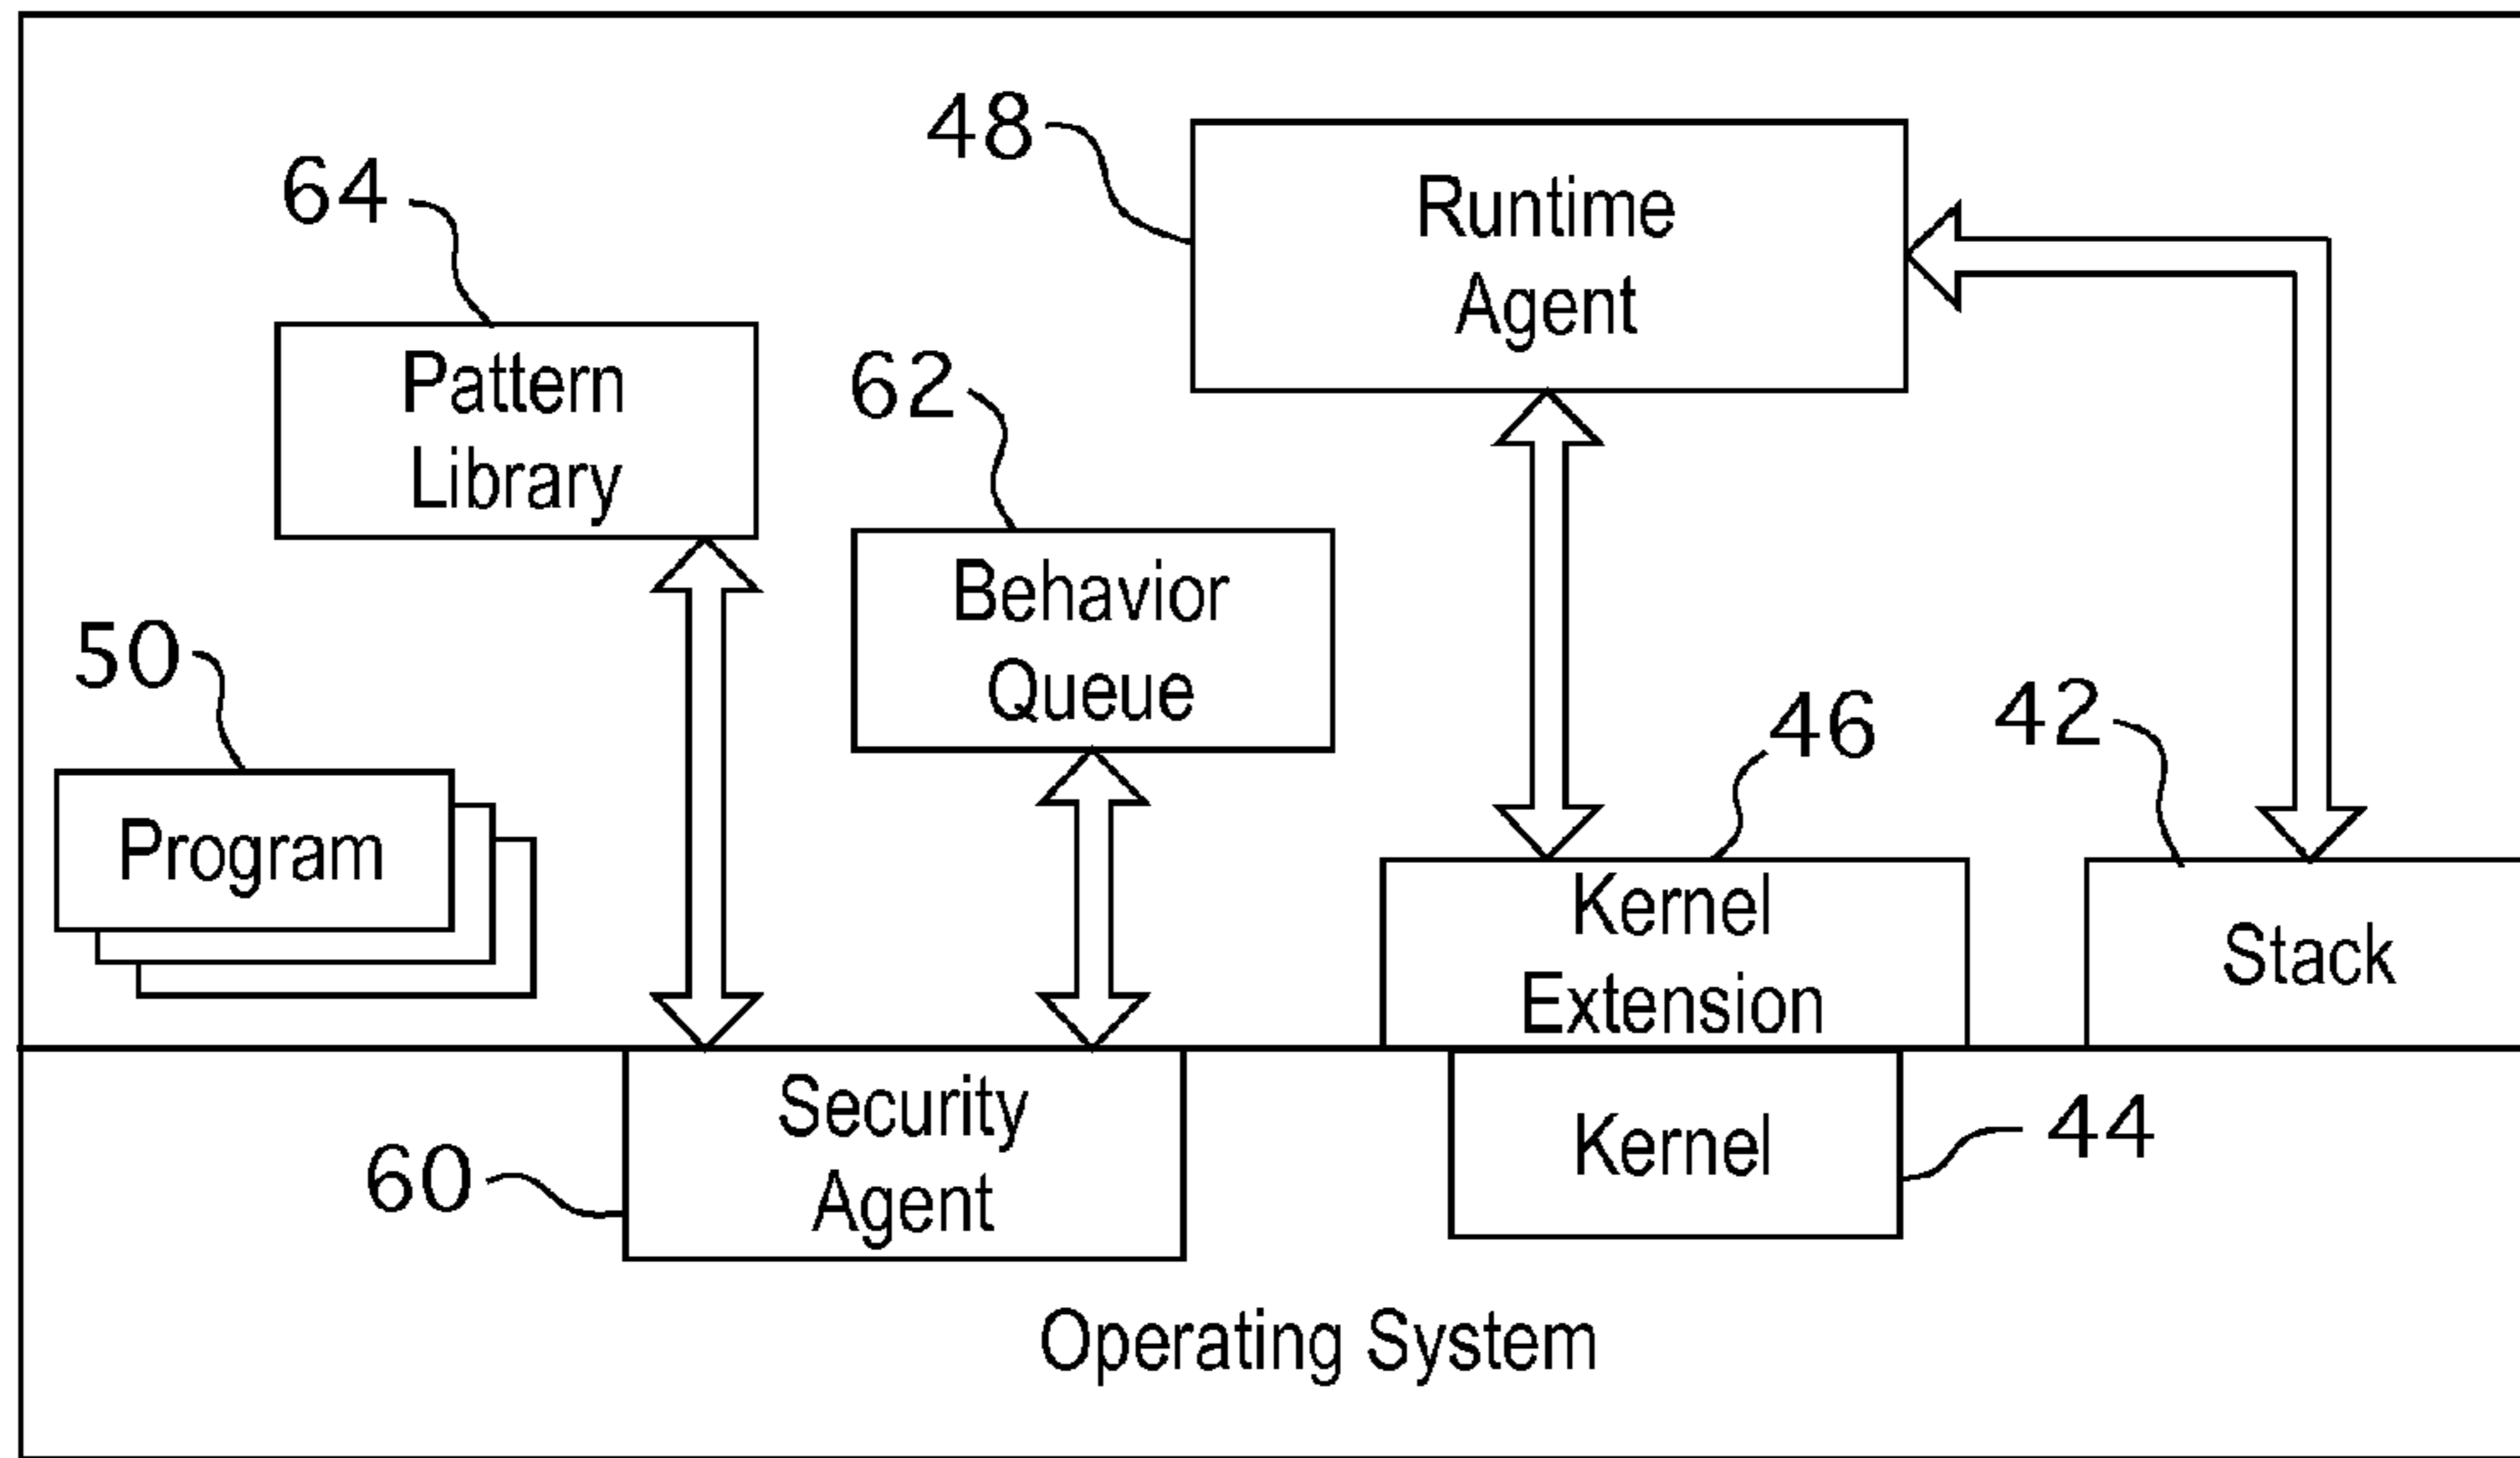 48
Runtime
Agent
64
Pattern
Library
62
Behavior
Queue
50
Program
46
42
Kernel
Extension
Stack
Security
Agent
60
Kernel
44
Operating System